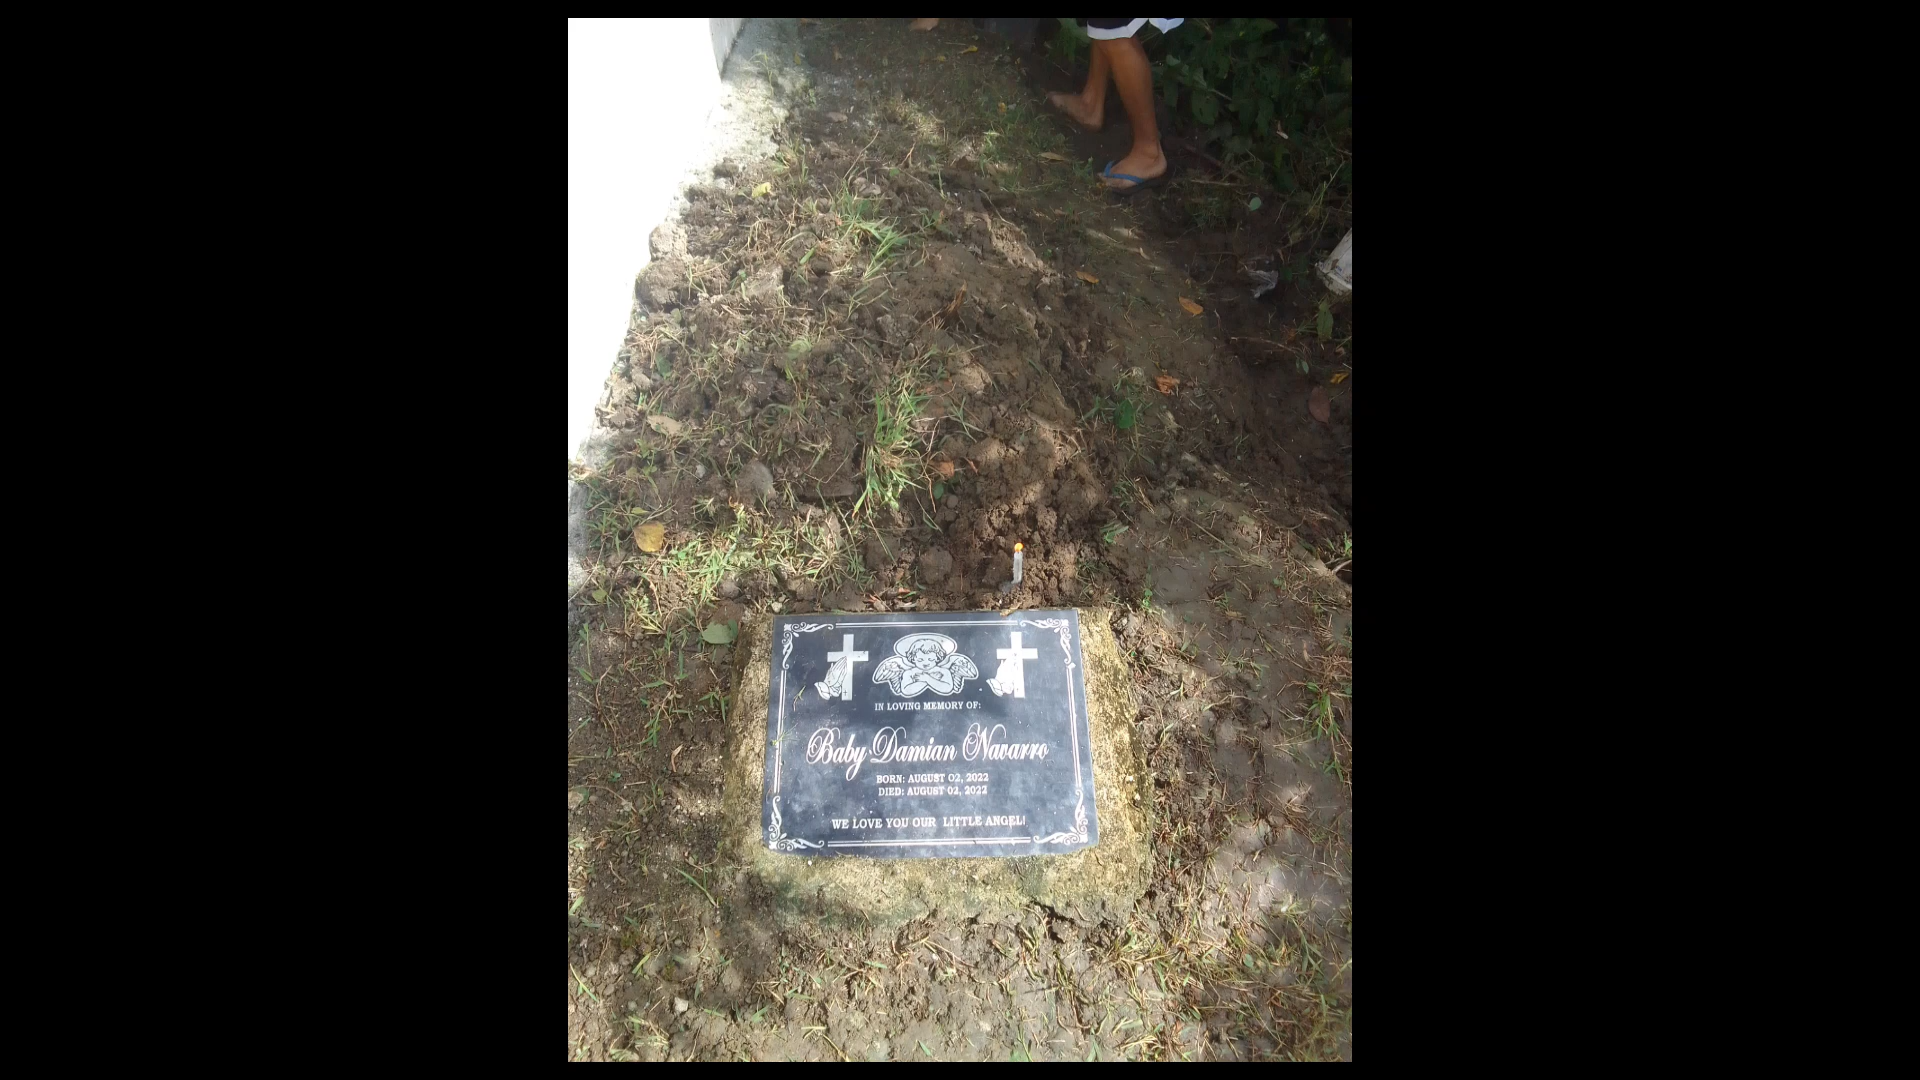 IN LOVING MEMORY OF:
Baby Damian Navarro
BORN: AUGUST 02, 2022
DIED: AUGUST 02, 2022
WE LOVE YOU OUR LITTLE ANGEL!